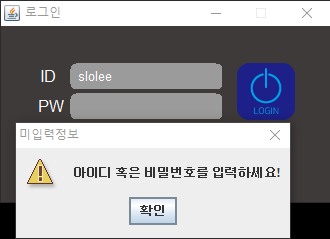 로그인
ID slolee
PW
LOGIN
미입력정보
아이디 혹은 비밀번호를 입력하세요!
확인